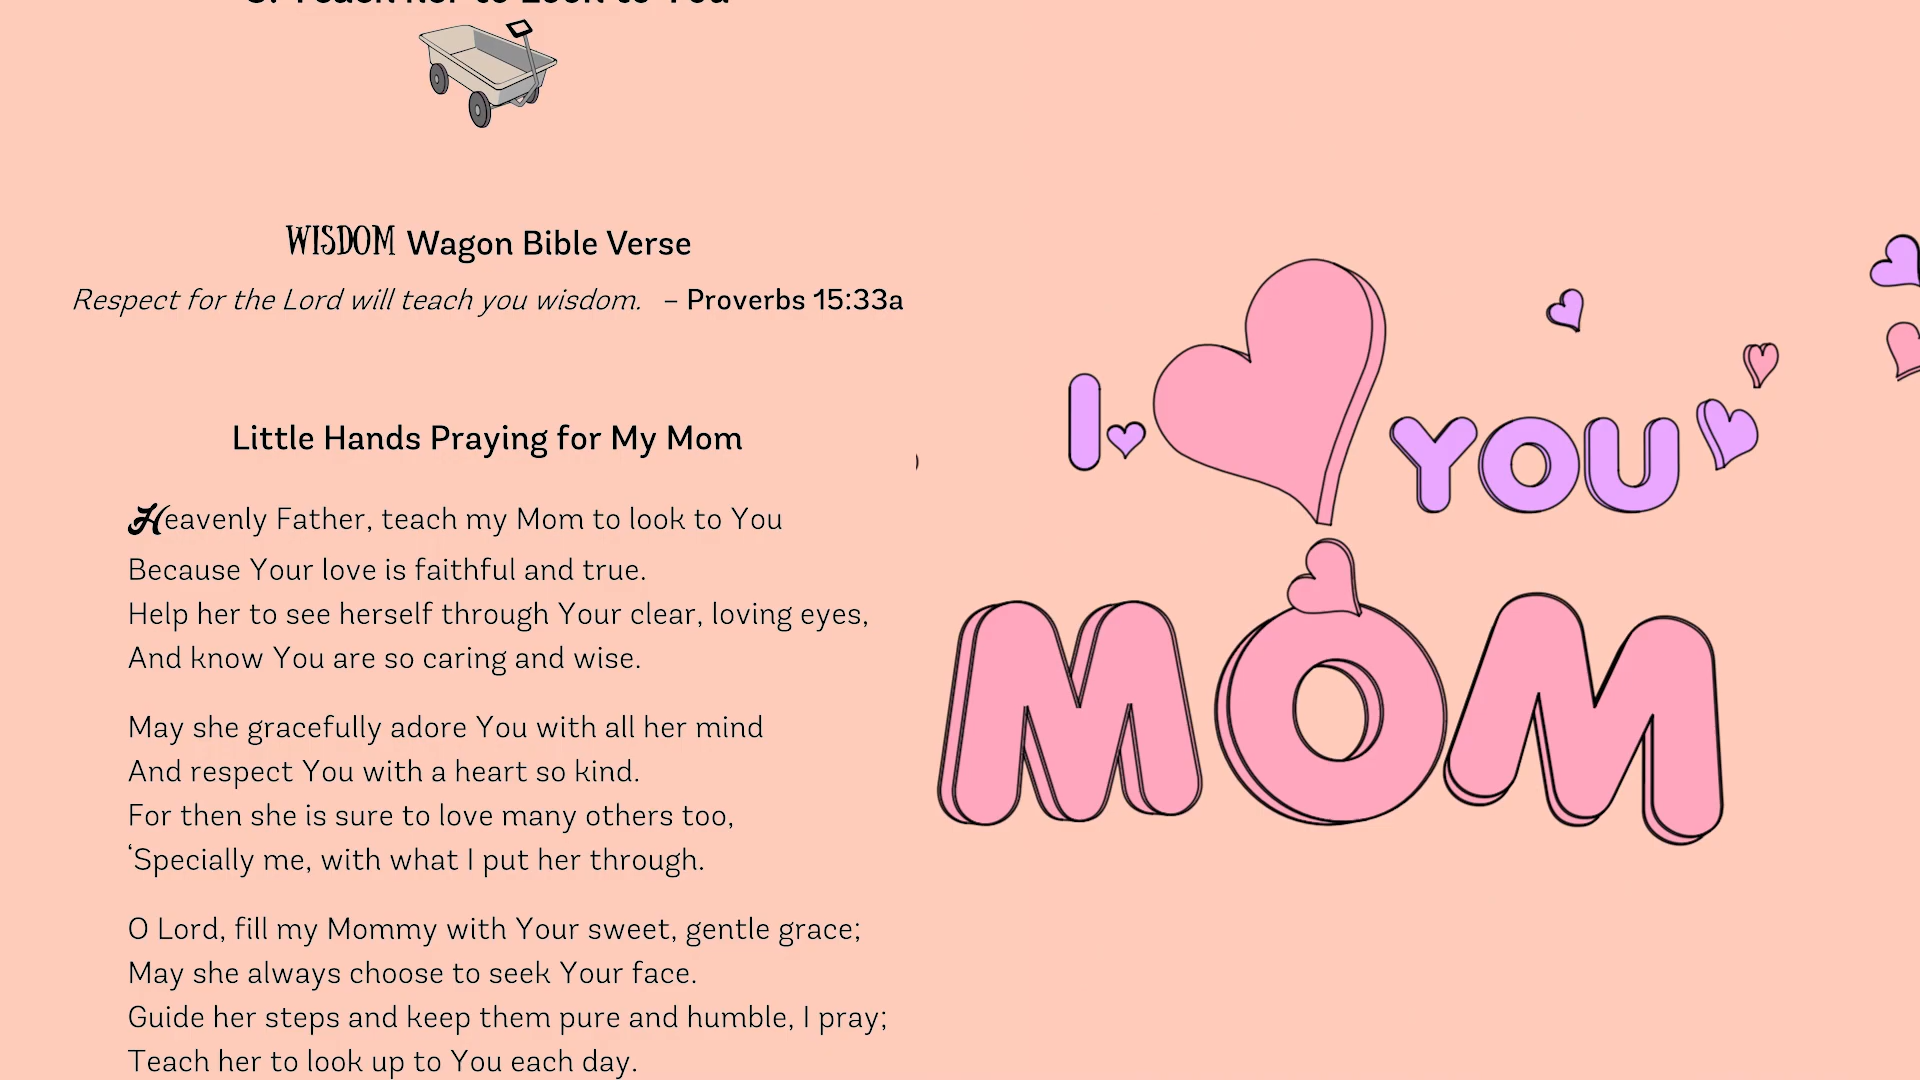 Teach Her to Look to You
WISDOM Wagon Bible Verse
Respect for the Lord will teach you wisdom. – Proverbs 15:33a
Little Hands Praying for My Mom
Heavenly Father, teach my Mom to look to You
Because Your love is faithful and true.
Help her to see herself through Your clear, loving eyes,
And know You are so caring and wise.
May she gracefully adore You with all her mind
And respect You with a heart so kind.
For then she is sure to love many others too,
‘Specially me, with what I put her through.
O Lord, fill my Mommy with Your sweet, gentle grace;
May she always choose to seek Your face.
Guide her steps and keep them pure and humble, I pray;
Teach her to look up to You each day.
I YOU
MOM